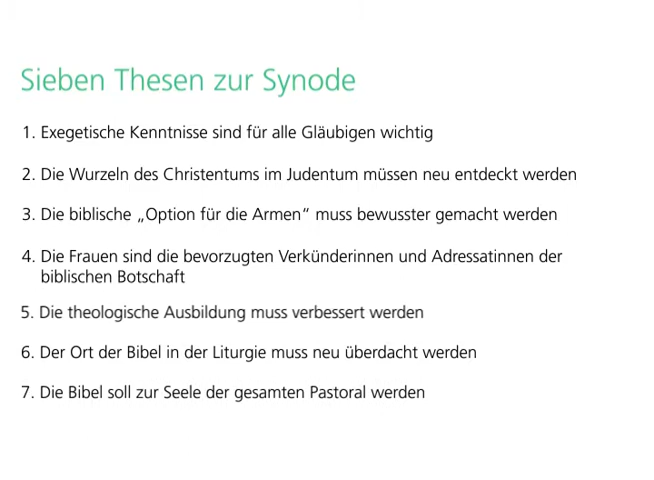 Sieben Thesen zur Synode
1. Exegetische Kenntnisse sind für alle Gläubigen wichtig
2. Die Wurzeln des Christentums im Judentum müssen neu entdeckt werden
3. Die biblische „Option für die Armen“ muss bewusster gemacht werden
4. Die Frauen sind die bevorzugten Verkünderinnen und Adressatinnen der
biblischen Botschaft
5. Die theologische Ausbildung muss verbessert werden
6. Der Ort der Bibel in der Liturgie muss neu überdacht werden
7. Die Bibel soll zur Seele der gesamten Pastoral werden